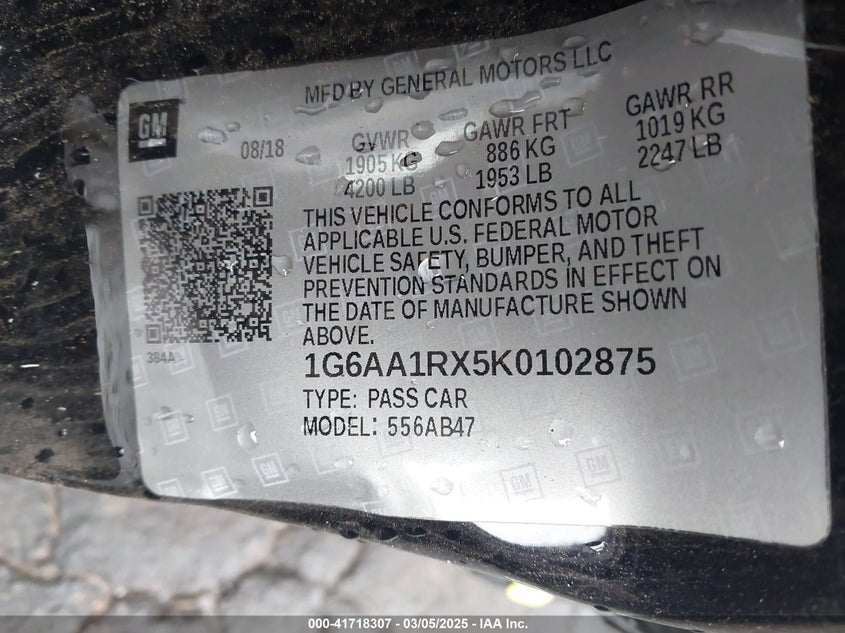 MFD BY GENERAL MOTORS LLC
GM
08/18
GVWR
1905 KG
4200 LB
GAWR FRT
886 KG
1953 LB
GAWR RR
1019 KG
2247 LB
THIS VEHICLE CONFORMS TO ALL
APPLICABLE U.S. FEDERAL MOTOR
VEHICLE SAFETY, BUMPER, AND THEFT
PREVENTION STANDARDS IN EFFECT ON
THE DATE OF MANUFACTURE SHOWN
ABOVE.
384A
1G6AA1RX5K0102875
TYPE: PASS CAR
MODEL: 556AB47
000-41718307 - 03/05/2025 - IAA Inc.